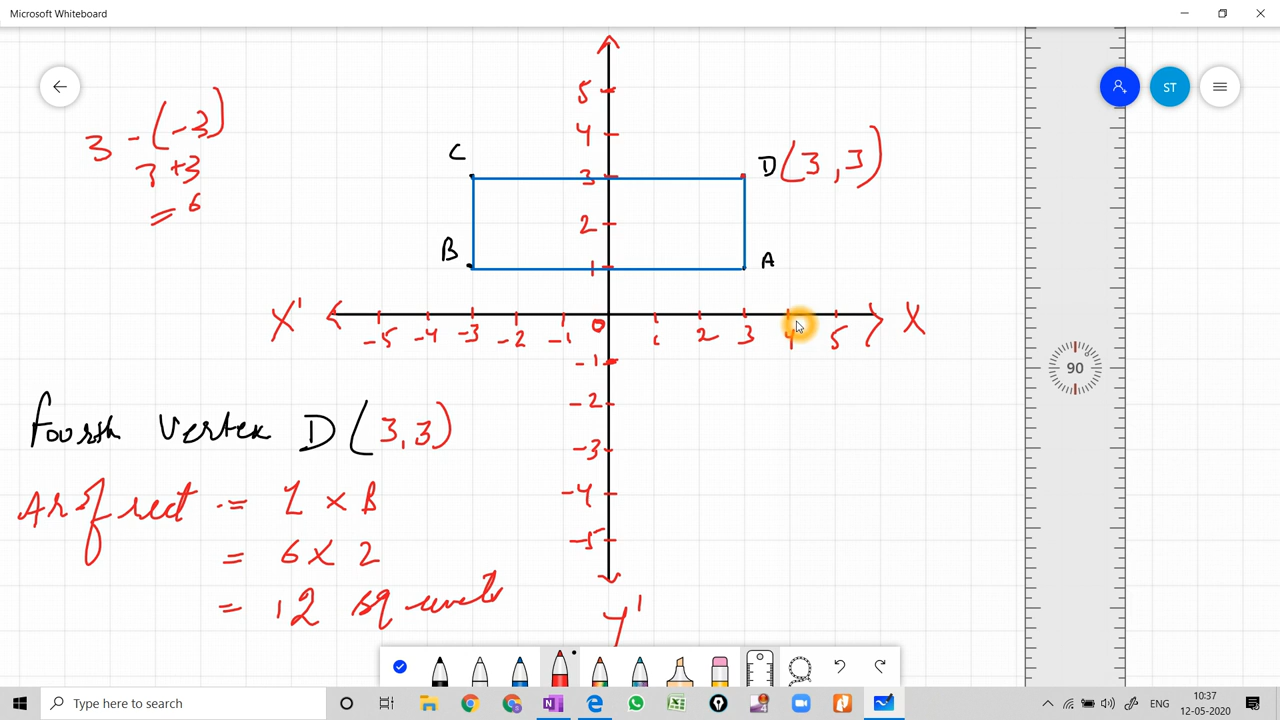 Microsoft Whiteboard
ST
3 - (-3)
3 +3
= 6
5
4
C
D(3,3)
3
2
B
A
1
X'
-5 -4 -3 -2 -1 0 1 2 3 4 5
X
-1
-2
-3
-4
-5
Y'
Fourth Vertex D(3,3)
Ar of rect = L x B
= 6 x 2
= 12 sq units
90
Type here to search
ENG
10:37
12-05-2020